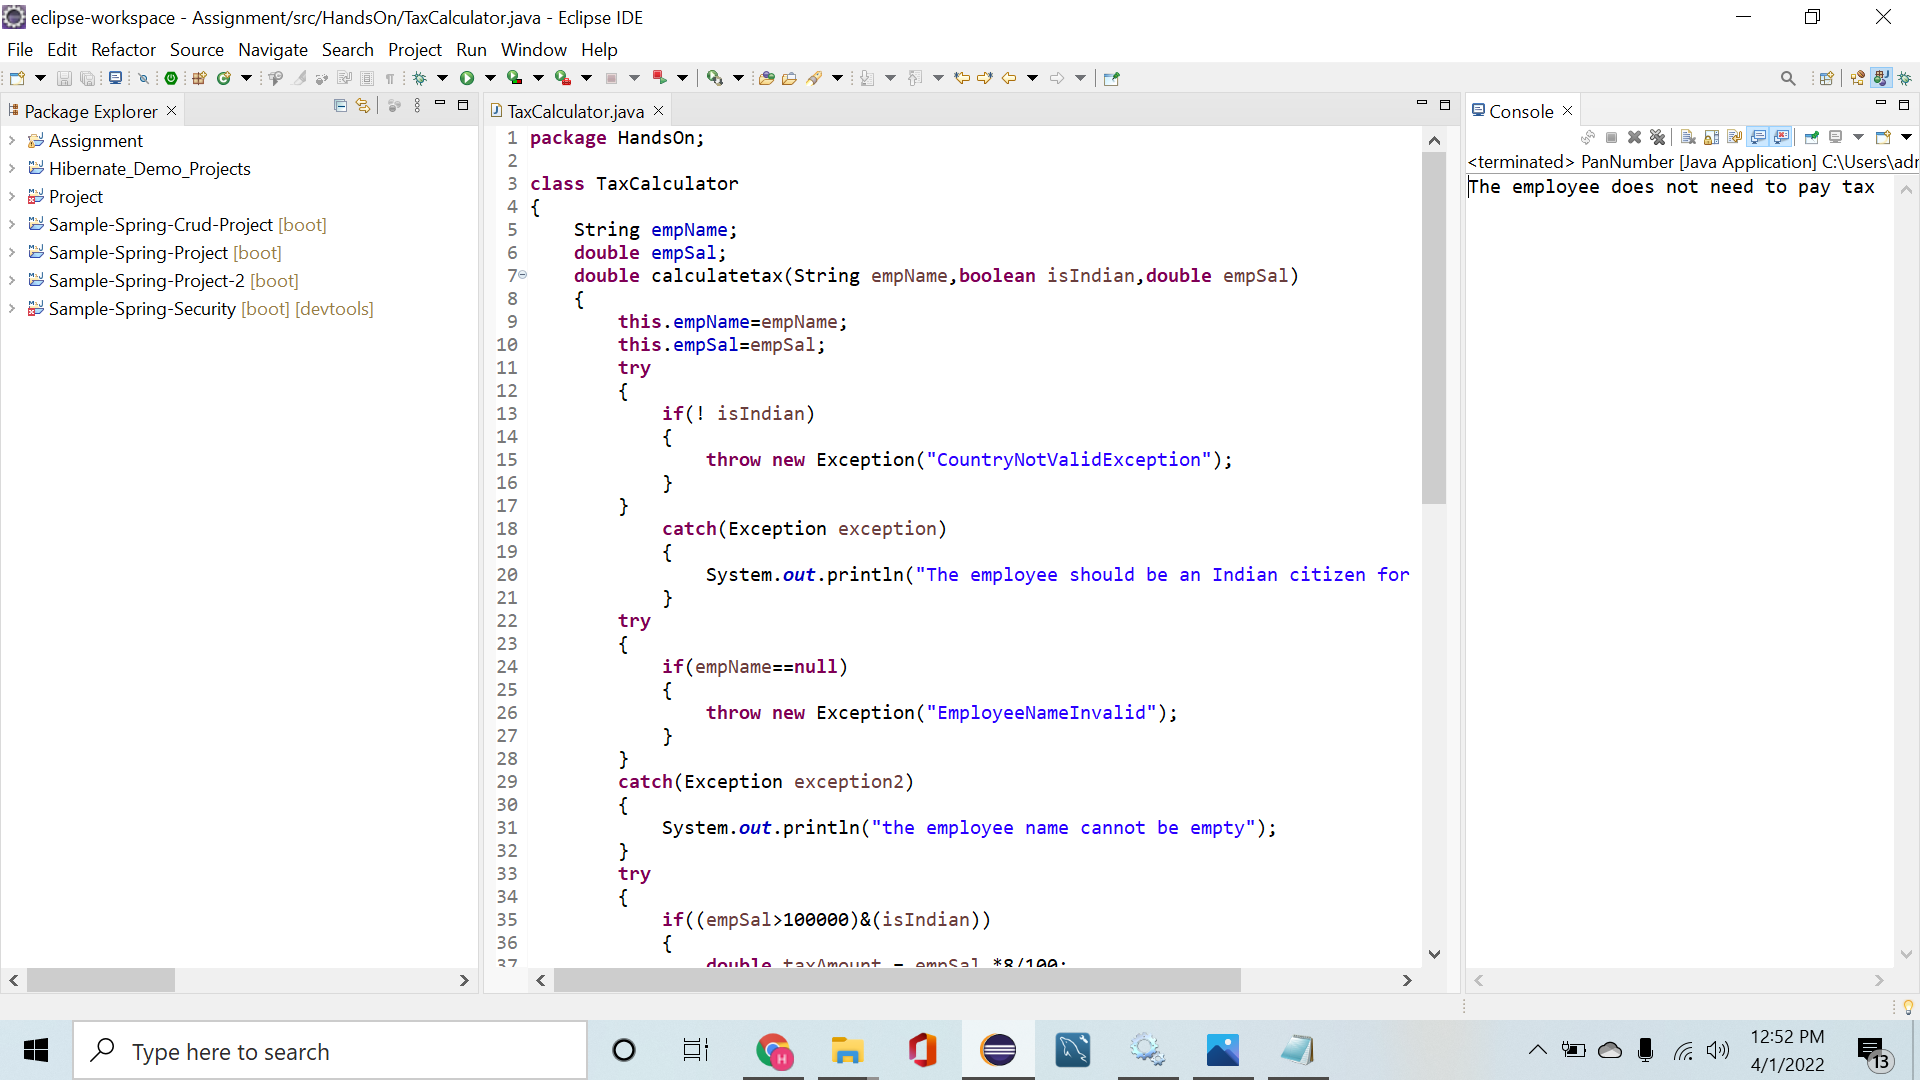 eclipse-workspace - Assignment/src/HandsOn/TaxCalculator.java - Eclipse IDE
File Edit Refactor Source Navigate Search Project Run Window Help
Package Explorer
Assignment
Hibernate_Demo_Projects
Project
Sample-Spring-Crud-Project [boot]
Sample-Spring-Project [boot]
Sample-Spring-Project-2 [boot]
Sample-Spring-Security [boot] [devtools]
TaxCalculator.java
1 package HandsOn;
2
3 class TaxCalculator
4 {
5 String empName;
6 double empSal;
7 double calculatetax(String empName,boolean isIndian,double empSal)
8 {
9 this.empName=empName;
10 this.empSal=empSal;
11 try
12 {
13 if(! isIndian)
14 {
15 throw new Exception("CountryNotValidException");
16 }
17 }
18 catch(Exception exception)
19 {
20 System.out.println("The employee should be an Indian citizen for
21 }
22 try
23 {
24 if(empName==null)
25 {
26 throw new Exception("EmployeeNameInvalid");
27 }
28 }
29 catch(Exception exception2)
30 {
31 System.out.println("the employee name cannot be empty");
32 }
33 try
34 {
35 if((empSal>100000)&(isIndian))
36 {
37 double taxAmount = empSal *8/100;
Console
<terminated> PanNumber [Java Application] C:\Users\adr
The employee does not need to pay tax
Type here to search
H
12:52 PM
4/1/2022
13